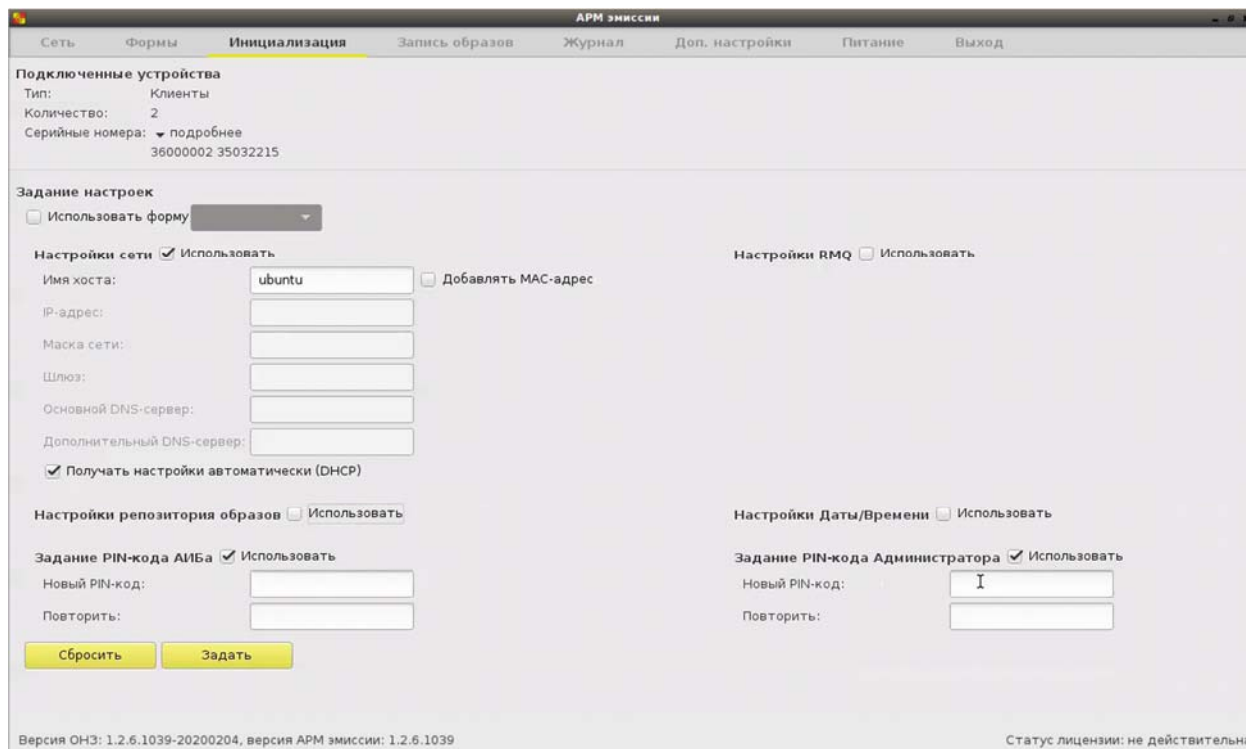 АРМ эмиссии
Сеть Формы Инициализация Запись образов Журнал Доп. настройки Питание Выход
Подключенные устройства
Тип: Клиенты
Количество: 2
Серийные номера: подробнее
36000002 35032215
Задание настроек
Использовать форму
Настройки сети Использовать Настройки RMQ Использовать
Имя хоста: ubuntu Добавлять MAC-адрес
IP-адрес:
Маска сети:
Шлюз:
Основной DNS-сервер:
Дополнительный DNS-сервер:
Получать настройки автоматически (DHCP)
Настройки репозитория образов Использовать Настройки Даты/Времени Использовать
Задание PIN-кода АИБа Использовать Задание PIN-кода Администратора Использовать
Новый PIN-код: Новый PIN-код:
Повторить: Повторить:
Сбросить Задать
Версия ОНЗ: 1.2.6.1039-20200204, версия АРМ эмиссии: 1.2.6.1039 Статус лицензии: не действительна